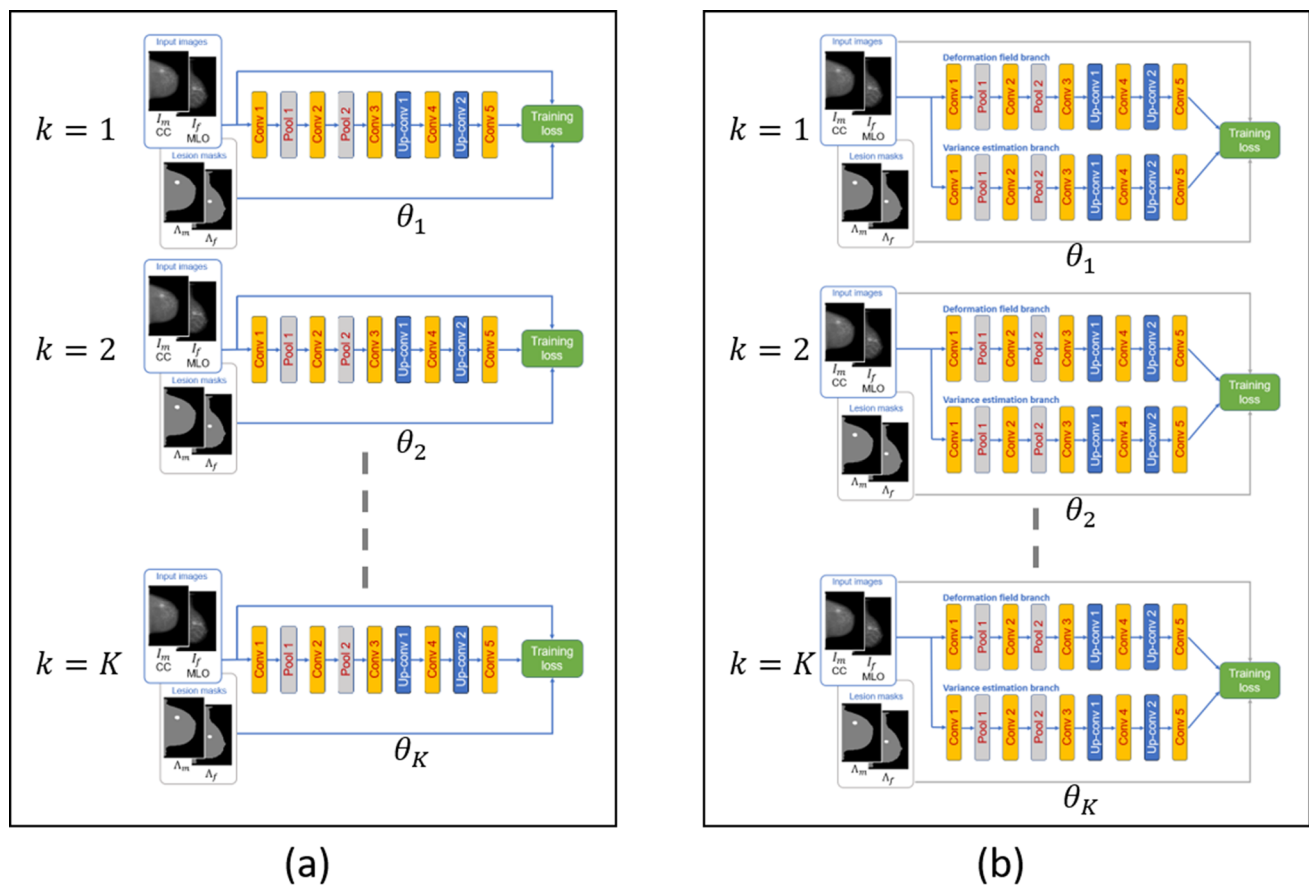 k = 1
Input images
I_m
CC
I_f
MLO
Lesion masks
Λ_m
Λ_f
Conv 1
Pool 1
Conv 2
Pool 2
Conv 3
Up-conv 1
Conv 4
Up-conv 2
Conv 5
Training
loss
θ_1
k = 2
Input images
I_m
CC
I_f
MLO
Lesion masks
Λ_m
Λ_f
Conv 1
Pool 1
Conv 2
Pool 2
Conv 3
Up-conv 1
Conv 4
Up-conv 2
Conv 5
Training
loss
θ_2
k = K
Input images
I_m
CC
I_f
MLO
Lesion masks
Λ_m
Λ_f
Conv 1
Pool 1
Conv 2
Pool 2
Conv 3
Up-conv 1
Conv 4
Up-conv 2
Conv 5
Training
loss
θ_K
(a)
k = 1
Input images
I_m
CC
I_f
MLO
Lesion masks
Λ_m
Λ_f
Deformation field branch
Conv 1
Pool 1
Conv 2
Pool 2
Conv 3
Up-conv 1
Conv 4
Up-conv 2
Conv 5
Variance estimation branch
Conv 1
Pool 1
Conv 2
Pool 2
Conv 3
Up-conv 1
Conv 4
Up-conv 2
Conv 5
Training
loss
θ_1
k = 2
Input images
I_m
CC
I_f
MLO
Lesion masks
Λ_m
Λ_f
Deformation field branch
Conv 1
Pool 1
Conv 2
Pool 2
Conv 3
Up-conv 1
Conv 4
Up-conv 2
Conv 5
Variance estimation branch
Conv 1
Pool 1
Conv 2
Pool 2
Conv 3
Up-conv 1
Conv 4
Up-conv 2
Conv 5
Training
loss
θ_2
k = K
Input images
I_m
CC
I_f
MLO
Lesion masks
Λ_m
Λ_f
Deformation field branch
Conv 1
Pool 1
Conv 2
Pool 2
Conv 3
Up-conv 1
Conv 4
Up-conv 2
Conv 5
Variance estimation branch
Conv 1
Pool 1
Conv 2
Pool 2
Conv 3
Up-conv 1
Conv 4
Up-conv 2
Conv 5
Training
loss
θ_K
(b)